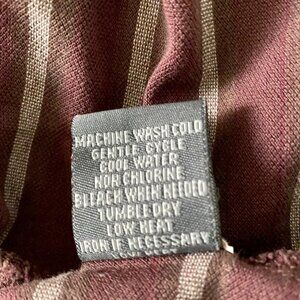 MACHINE WASH COLD
GENTLE CYCLE
COOL WATER
NON CHLORINE
BLEACH WHEN NEEDED
TUMBLE DRY
LOW HEAT
IRON IF NECESSARY